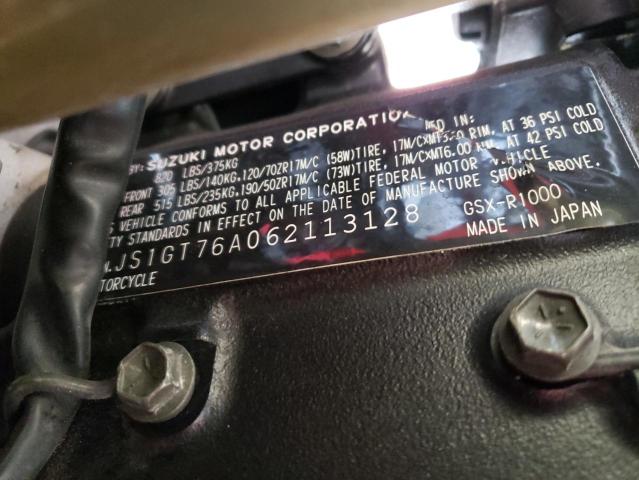 BY: SUZUKI MOTOR CORPORATION IN:
820 LBS/375KG
FRONT 305 LBS/140KG, 120/70ZR17M/C (58W)TIRE, 17M/CXMT3.50 RIM, AT 36 PSI COLD
REAR 515 LBS/235KG, 190/50ZR17M/C (73W)TIRE, 17M/CXMT6.00 AT 42 PSI COLD
VEHICLE CONFORMS TO ALL APPLICABLE FEDERAL MOTOR VEHICLE
STANDARDS IN EFFECT ON THE DATE OF MANUFACTURE SHOWN ABOVE.
JS1GT76A062113128 GSX-R1000
MADE IN JAPAN